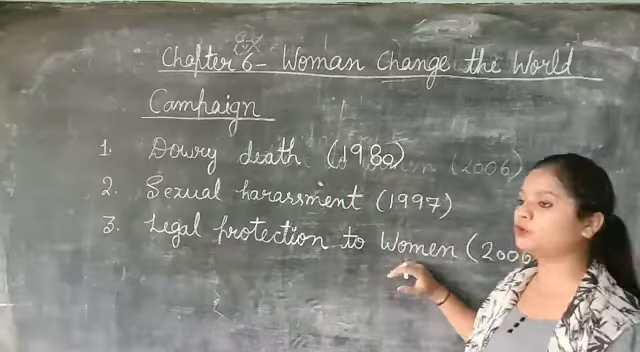 Chapter 6- Woman Change the World
Campaign
1. Dowry death (1980)
2. Sexual harassment (1997)
3. Legal protection to Women (2006